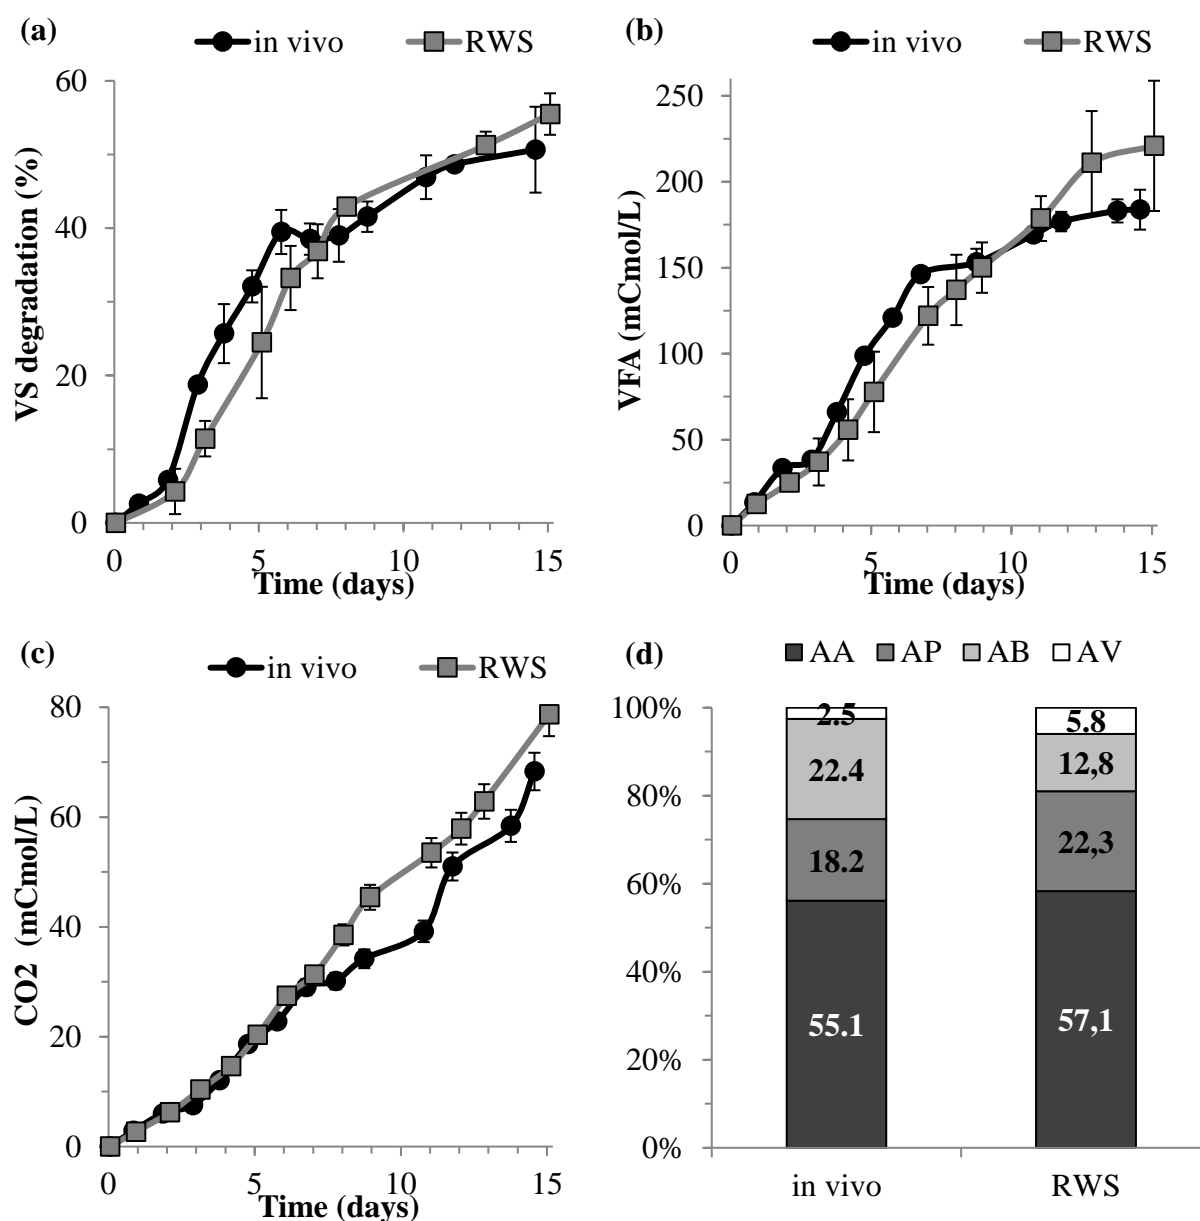 (a)
in vivo RWS
VS degradation (%)
60
40
20
0
0 5 10 15
Time (days)
(b)
in vivo RWS
VFA (mCmol/L)
250
200
150
100
50
0
0 5 10 15
Time (days)
(c)
in vivo RWS
CO2 (mCmol/L)
80
60
40
20
0
0 5 10 15
Time (days)
(d)
AA AP AB AV
100%
80%
60%
40%
20%
0%
2.5
22.4
18.2
55.1
5.8
12,8
22,3
57,1
in vivo RWS